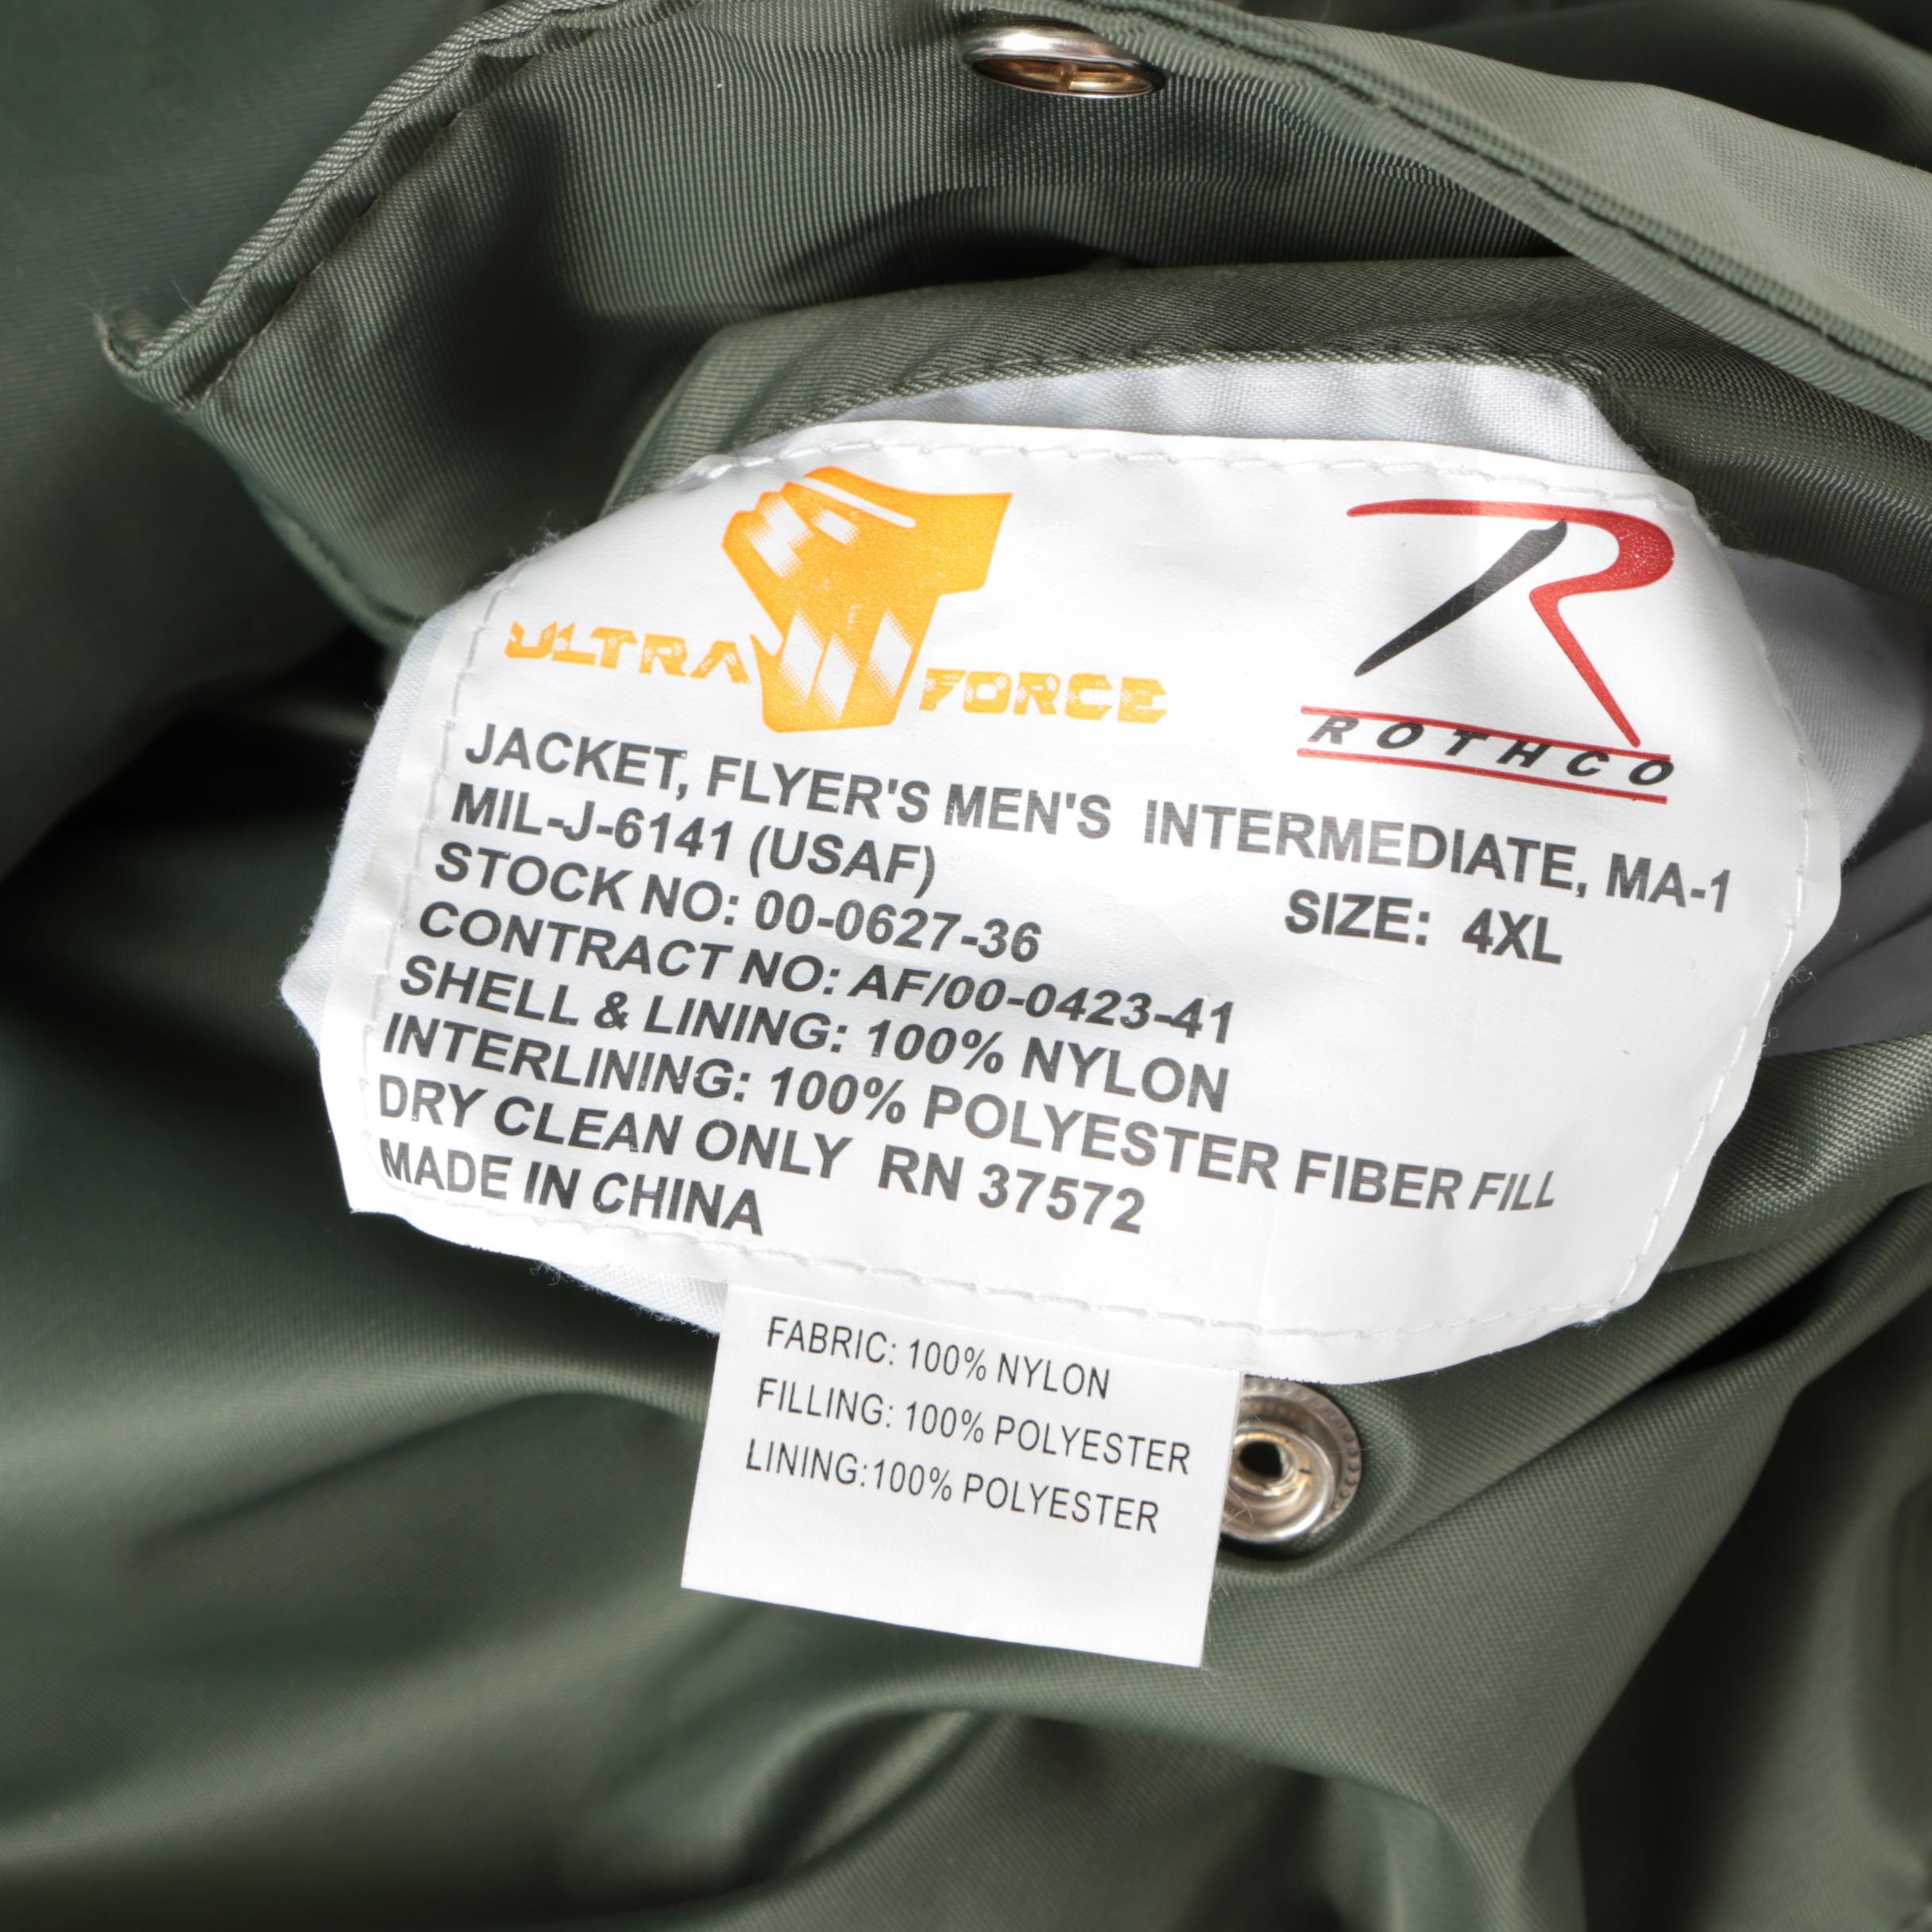 ULTRA FORCE
ROTHCO
JACKET, FLYER'S MEN'S INTERMEDIATE, MA-1
MIL-J-6141 (USAF)
STOCK NO: 00-0627-36 SIZE: 4XL
CONTRACT NO: AF/00-0423-41
SHELL & LINING: 100% NYLON
INTERLINING: 100% POLYESTER FIBER FILL
DRY CLEAN ONLY RN 37572
MADE IN CHINA
FABRIC: 100% NYLON
FILLING: 100% POLYESTER
LINING:100% POLYESTER